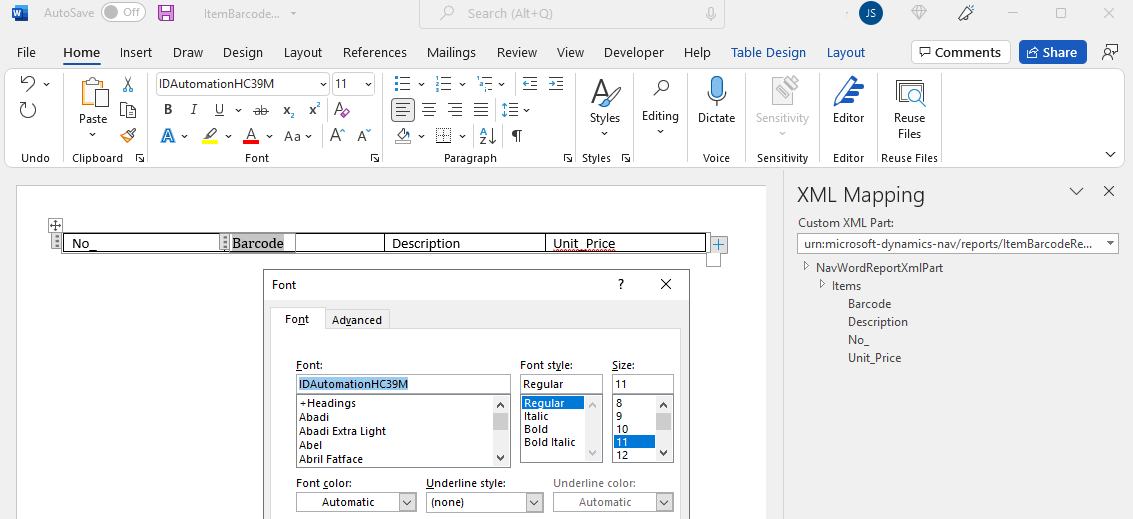 AutoSave Off ItemBarcode... Search (Alt+Q) JS
File Home Insert Draw Design Layout References Mailings Review View Developer Help Table Design Layout Comments Share
IDAutomationHC39M 11
Paste Styles Editing Dictate Sensitivity Editor Reuse Files
B I U ab x₂ x²
A A Aa A A
Undo Clipboard Font Paragraph Styles Voice Sensitivity Editor Reuse Files
No_ Barcode Description Unit_Price
XML Mapping
Custom XML Part:
urn:microsoft-dynamics-nav/reports/ItemBarcodeRe...
NavWordReportXmlPart
Items
Barcode
Description
No_
Unit_Price
Font ?
Font Advanced
Font: Font style: Size:
IDAutomationHC39M Regular 11
+Headings Regular 8
Abadi Italic 9
Abadi Extra Light Bold 10
Abel Bold Italic 11
Abril Fatface 12
Font color: Underline style: Underline color:
Automatic (none) Automatic